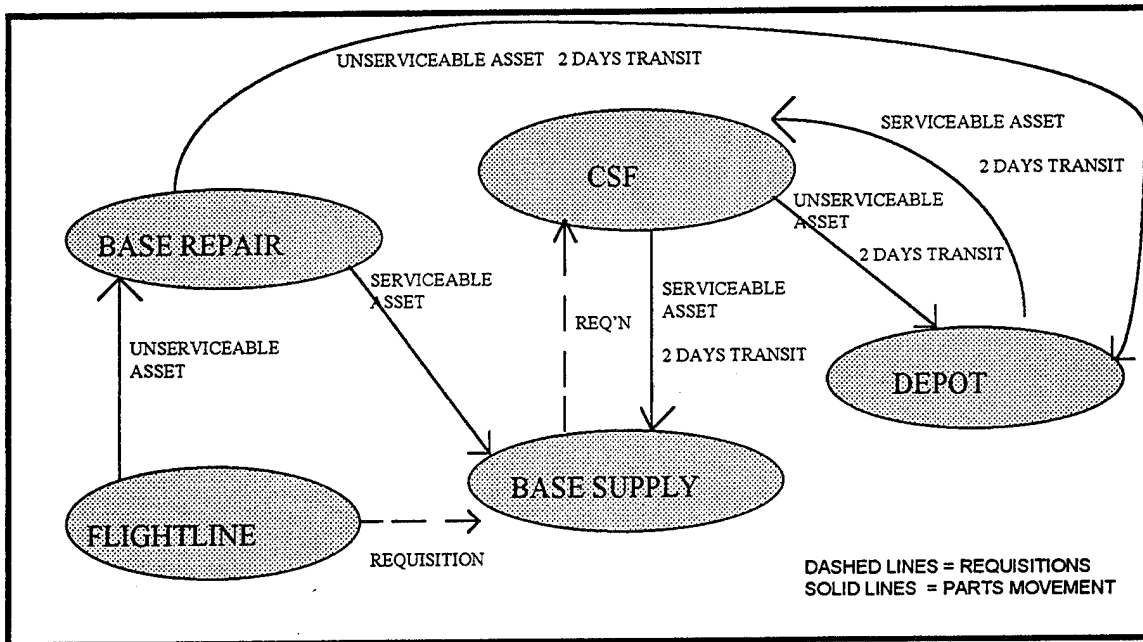 UNSERVICEABLE ASSET 2 DAYS TRANSIT
SERVICEABLE ASSET
2 DAYS TRANSIT
CSF
UNSERVICEABLE
ASSET
2 DAYS TRANSIT
BASE REPAIR
SERVICEABLE
ASSET
SERVICEABLE
ASSET
REQ'N
2 DAYS TRANSIT
UNSERVICEABLE
ASSET
DEPOT
BASE SUPPLY
FLIGHTLINE
REQUISITION
DASHED LINES = REQUISITIONS
SOLID LINES = PARTS MOVEMENT